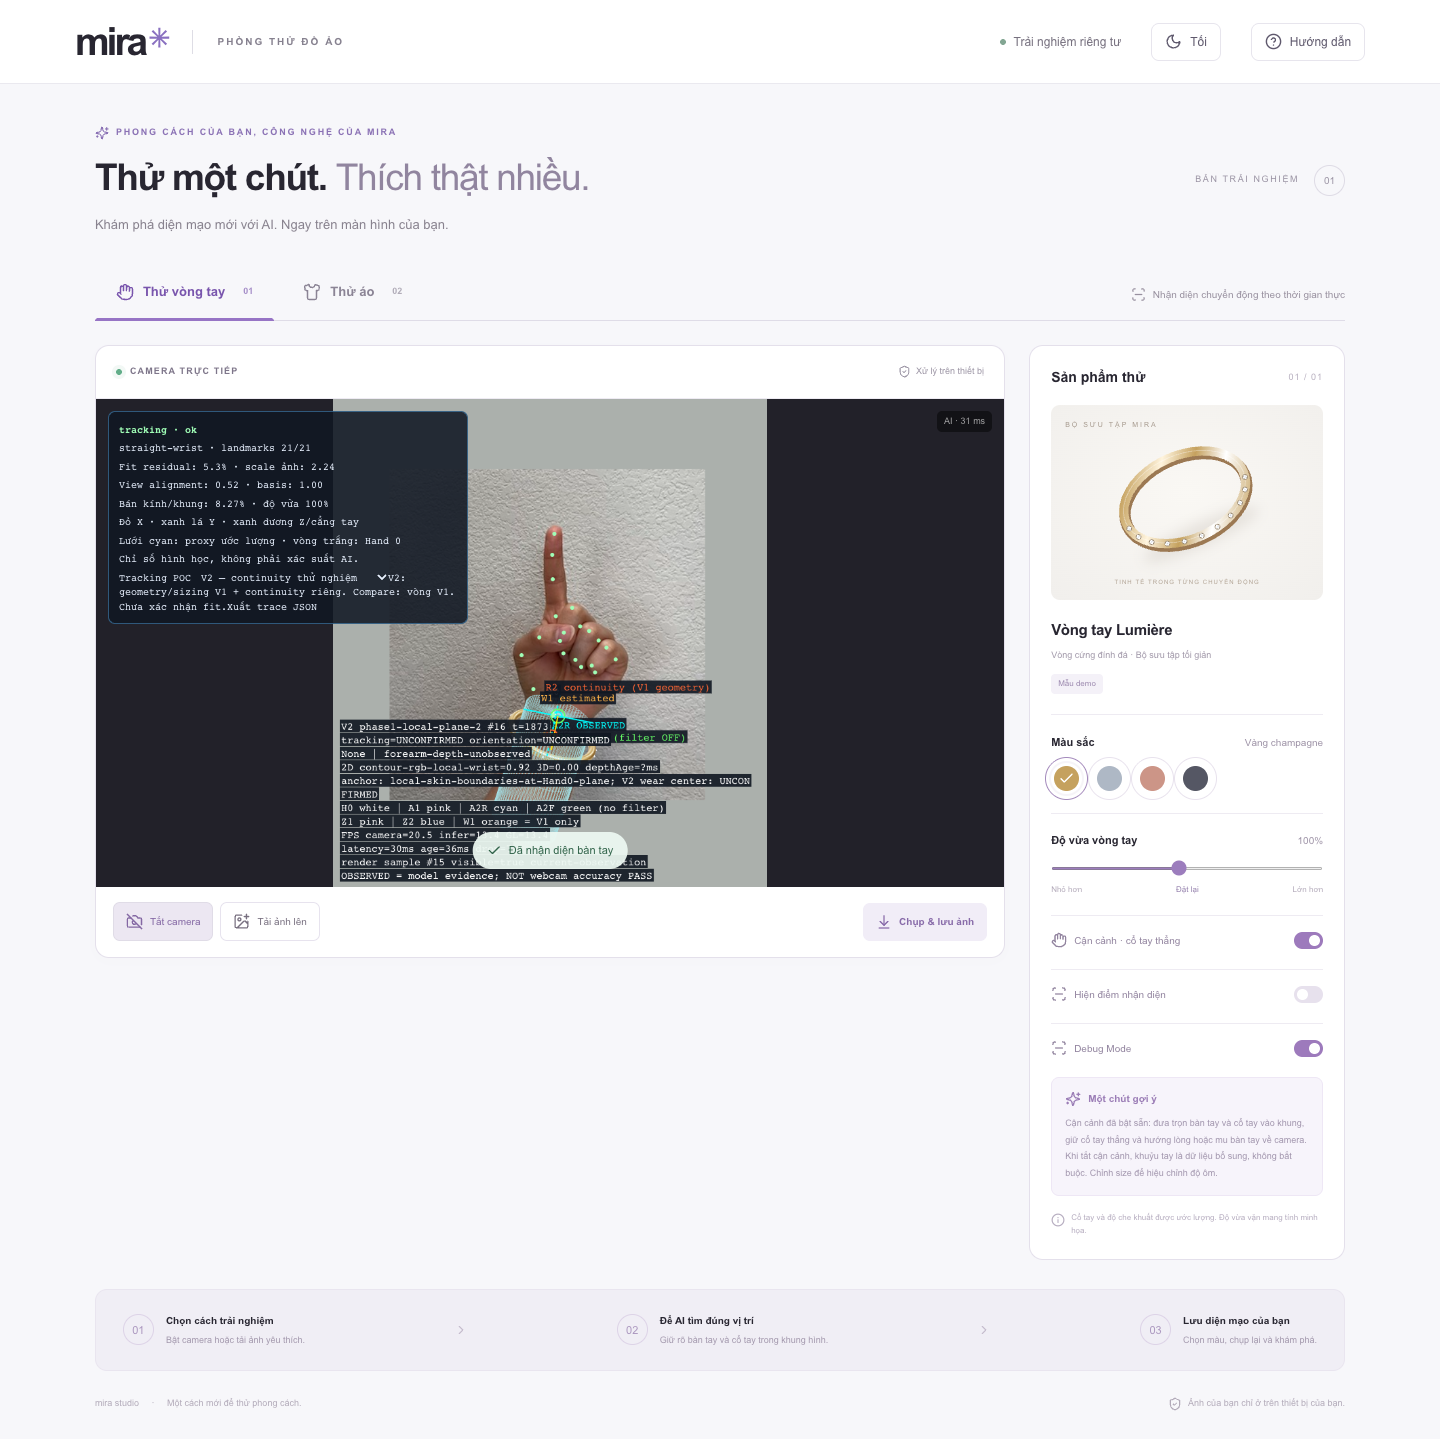 mira
PHÒNG THỬ ĐỒ ẢO
Trải nghiệm riêng tư
Tối
Hướng dẫn
PHONG CÁCH CỦA BẠN, CÔNG NGHỆ CỦA MIRA
Thử một chút. Thích thật nhiều.
BẢN TRẢI NGHIỆM 01
Khám phá diện mạo mới với AI. Ngay trên màn hình của bạn.
Thử vòng tay 01
Thử áo 02
Nhận diện chuyển động theo thời gian thực
CAMERA TRỰC TIẾP
Xử lý trên thiết bị
AI · 31 ms
tracking · ok
straight-wrist · landmarks 21/21
Fit residual: 5.3% · scale ảnh: 2.24
View alignment: 0.52 · basis: 1.00
Bán kính/khung: 8.27% · độ vừa 100%
Đỏ X · xanh lá Y · xanh dương Z/cẳng tay
Lưới cyan: proxy ước lượng · vòng trắng: Hand 0
Chỉ số hình học, không phải xác suất AI.
Tracking POC V2 — continuity thử nghiệm V2:
geometry/sizing V1 + continuity riêng. Compare: vòng V1.
Chưa xác nhận fit.Xuất trace JSON
R2 continuity (V1 geometry)
W1 estimated
A2R OBSERVED
(filter OFF)
V2 phase1-local-plane-2 #16 t=1873
tracking=UNCONFIRMED orientation=UNCONFIRMED
None | forearm-depth-unobserved
2D contour-rgb-local-wrist=0.92 3D=0.00 depthAge=?ms
anchor: local-skin-boundaries-at-Hand0-plane; V2 wear center: UNCON
FIRMED
H0 white | A1 pink | A2R cyan | A2F green (no filter)
Z1 pink | Z2 blue | W1 orange = V1 only
FPS camera=20.5
latency=30ms age=36ms
render sample #15
OBSERVED = model evidence; NOT webcam accuracy PASS
Đã nhận diện bàn tay
Tắt camera
Tải ảnh lên
Chụp & lưu ảnh
Sản phẩm thử
01 / 01
BỘ SƯU TẬP MIRA
TINH TẾ TRONG TỪNG CHUYỂN ĐỘNG
Vòng tay Lumière
Vòng cứng đính đá · Bộ sưu tập tối giản
Mẫu demo
Màu sắc
Vàng champagne
Độ vừa vòng tay
100%
Nhỏ hơn
Đặt lại
Lớn hơn
Cận cảnh · cổ tay thẳng
Hiện điểm nhận diện
Debug Mode
Một chút gợi ý
Cận cảnh đã bật sẵn: đưa trọn bàn tay và cổ tay vào khung,
giữ cổ tay thẳng và hướng lòng hoặc mu bàn tay về camera.
Khi tắt cận cảnh, khuỷu tay là dữ liệu bổ sung, không bắt
buộc. Chỉnh size để hiệu chỉnh độ ôm.
Cổ tay và độ che khuất được ước lượng. Độ vừa vặn mang tính minh
họa.
01
Chọn cách trải nghiệm
Bật camera hoặc tải ảnh yêu thích.
02
Để AI tìm đúng vị trí
Giữ rõ bàn tay và cổ tay trong khung hình.
03
Lưu diện mạo của bạn
Chọn màu, chụp lại và khám phá.
mira studio · Một cách mới để thử phong cách.
Ảnh của bạn chỉ ở trên thiết bị của bạn.